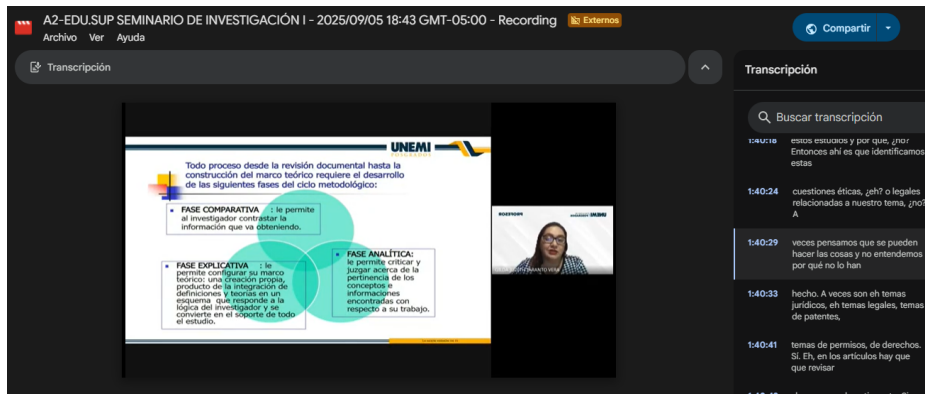 A2-EDU.SUP SEMINARIO DE INVESTIGACIÓN I - 2025/09/05 18:43 GMT-05:00 - Recording
Externos
Archivo Ver Ayuda
Compartir
Transcripción
UNEMI
POSGRADOS
Todo proceso desde la revisión documental hasta la
construcción del marco teórico requiere el desarrollo
de las siguientes fases del ciclo metodológico:
FASE COMPARATIVA : le permite
al investigador contrastar la
información que va obteniendo.
FASE EXPLICATIVA : le
permite configurar su marco
teórico: una creación propia,
producto de la integración de
definiciones y teorías en un
esquema que responde a la
lógica del investigador y se
convierte en el soporte de todo
el estudio.
FASE ANALÍTICA:
le permite criticar y
juzgar acerca de la
pertinencia de los
conceptos e
informaciones
encontradas con
respecto a su trabajo.
PROFESOR
UNEMI
Transcripción
Buscar transcripción
1:40:18 estos estudios y por que, ¿no?
Entonces ahí es que identificamos
estas
1:40:24 cuestiones éticas, ¿eh? o legales
relacionadas a nuestro tema, ¿no?
A
1:40:29 veces pensamos que se pueden
hacer las cosas y no entendemos
por qué no lo han
1:40:33 hecho. A veces son eh temas
jurídicos, eh temas legales, temas
de patentes,
1:40:41 temas de permisos, de derechos.
Sí. Eh, en los artículos hay que
que revisar